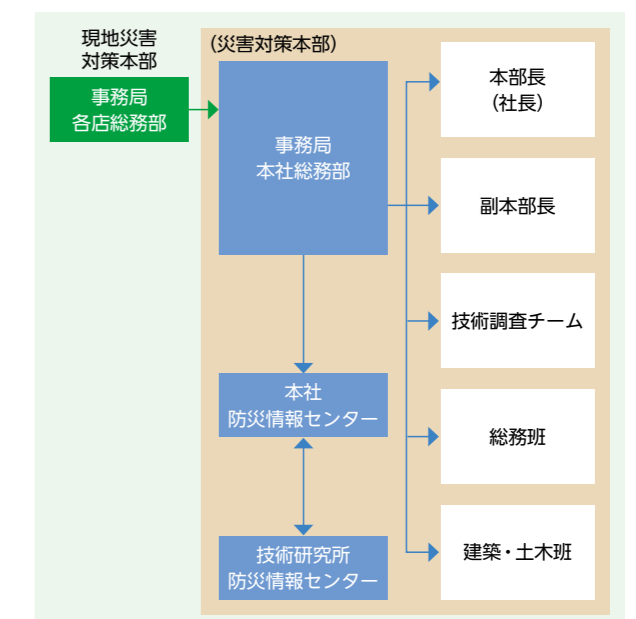 現地災害
対策本部
事務局
各店総務部
(災害対策本部)
事務局
本社総務部
本社
防災情報センター
技術研究所
防災情報センター
本部長
(社長)
副本部長
技術調査チーム
総務班
建築・土木班